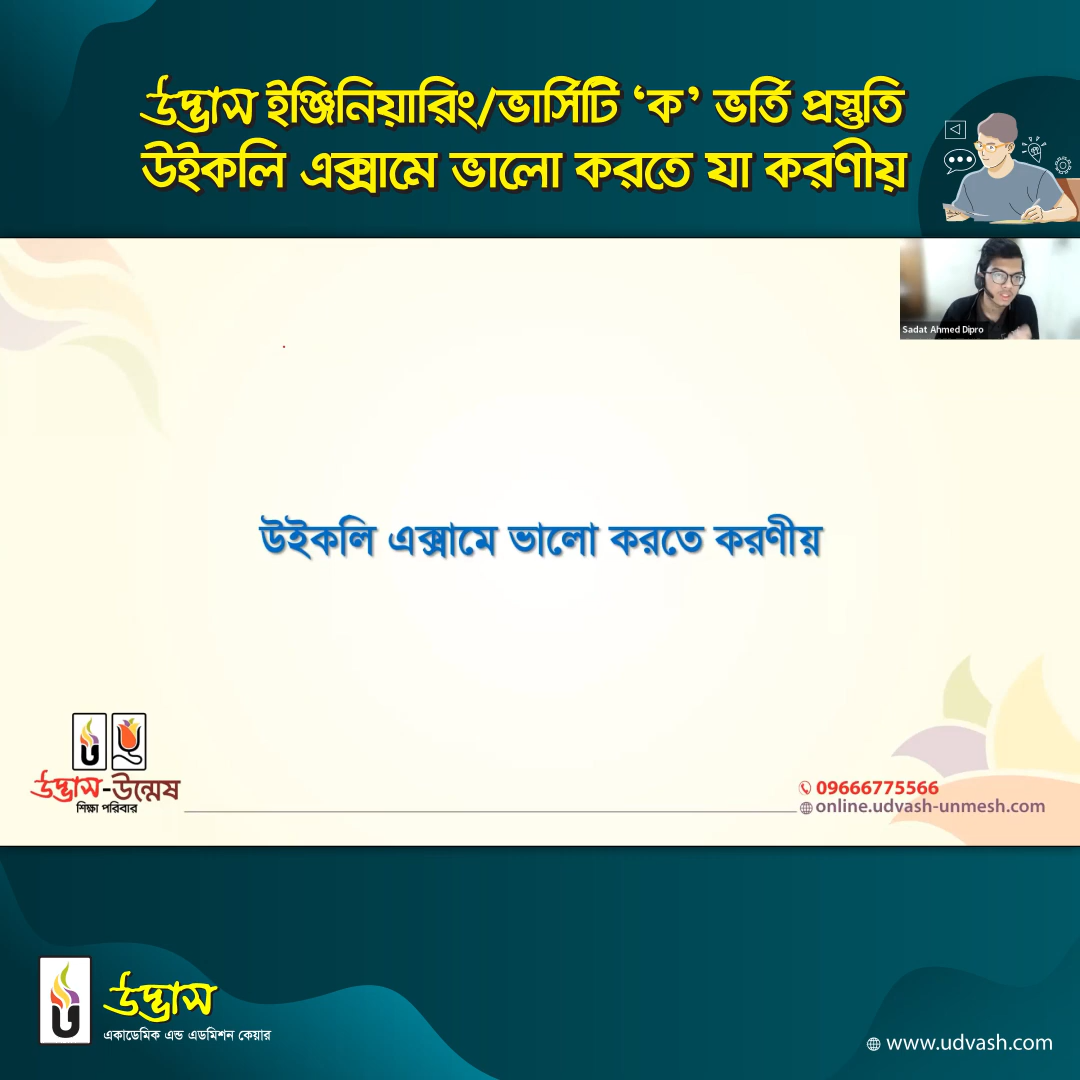 উদ্ভাস ইঞ্জিনিয়ারিং/ভার্সিটি ‘ক’ ভর্তি প্রস্তুতি
উইকলি এক্সামে ভালো করতে যা করণীয়
Sadat Ahmed Dipro
উইকলি এক্সামে ভালো করতে করণীয়
উদ্ভাস-উন্মেষ
শিক্ষা পরিবার
09666775566
online.udvash-unmesh.com
উদ্ভাস
একাডেমিক এন্ড এডমিশন কেয়ার
www.udvash.com